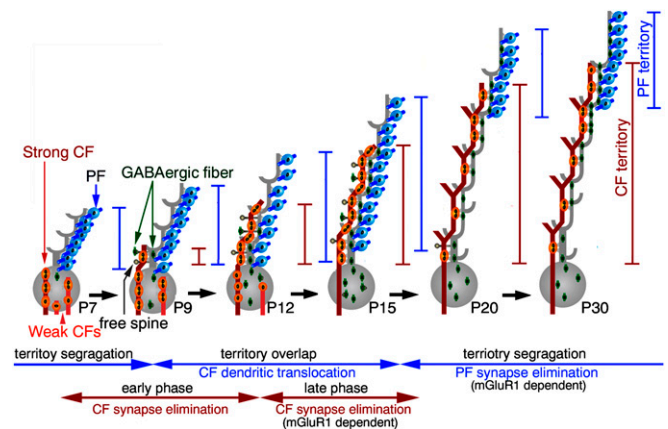 Strong CF
PF
GABAergic fiber
PF territory
CF territory
P7
P9
P12
P15
P20
P30
Weak CFs
free spine
territoy segragation
territory overlap
terriotry segregation
CF dendritic translocation
PF synapse elimination
(mGluR1 dependent)
early phase
late phase
CF synapse elimination
CF synapse elimination
(mGluR1 dependent)